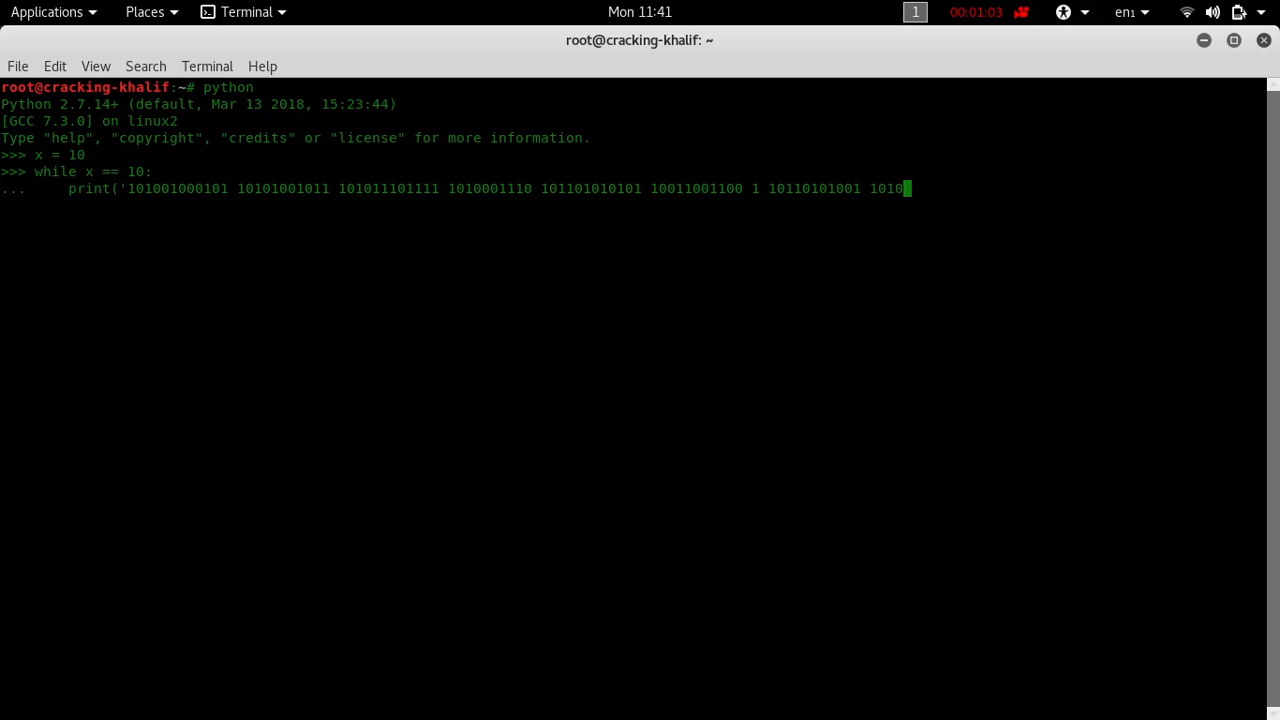 Applications Places Terminal Mon 11:41 1 00:01:03 en₁
root@cracking-khalif: ~
File Edit View Search Terminal Help
root@cracking-khalif:~# python
Python 2.7.14+ (default, Mar 13 2018, 15:23:44)
[GCC 7.3.0] on linux2
Type "help", "copyright", "credits" or "license" for more information.
>>> x = 10
>>> while x == 10:
...     print('101001000101 10101001011 101011101111 1010001110 101101010101 10011001100 1 10110101001 1010